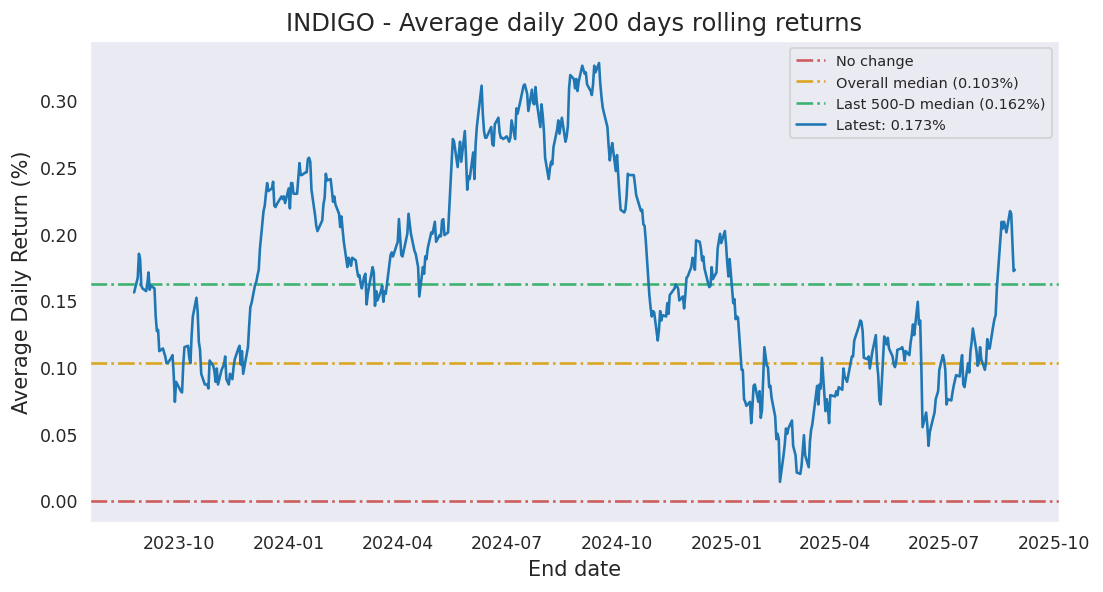 INDIGO - Average daily 200 days rolling returns
No change
Overall median (0.103%)
Last 500-D median (0.162%)
Latest: 0.173%
Average Daily Return (%)
0.30
0.25
0.20
0.15
0.10
0.05
0.00
2023-10 2024-01 2024-04 2024-07 2024-10 2025-01 2025-04 2025-07 2025-10
End date